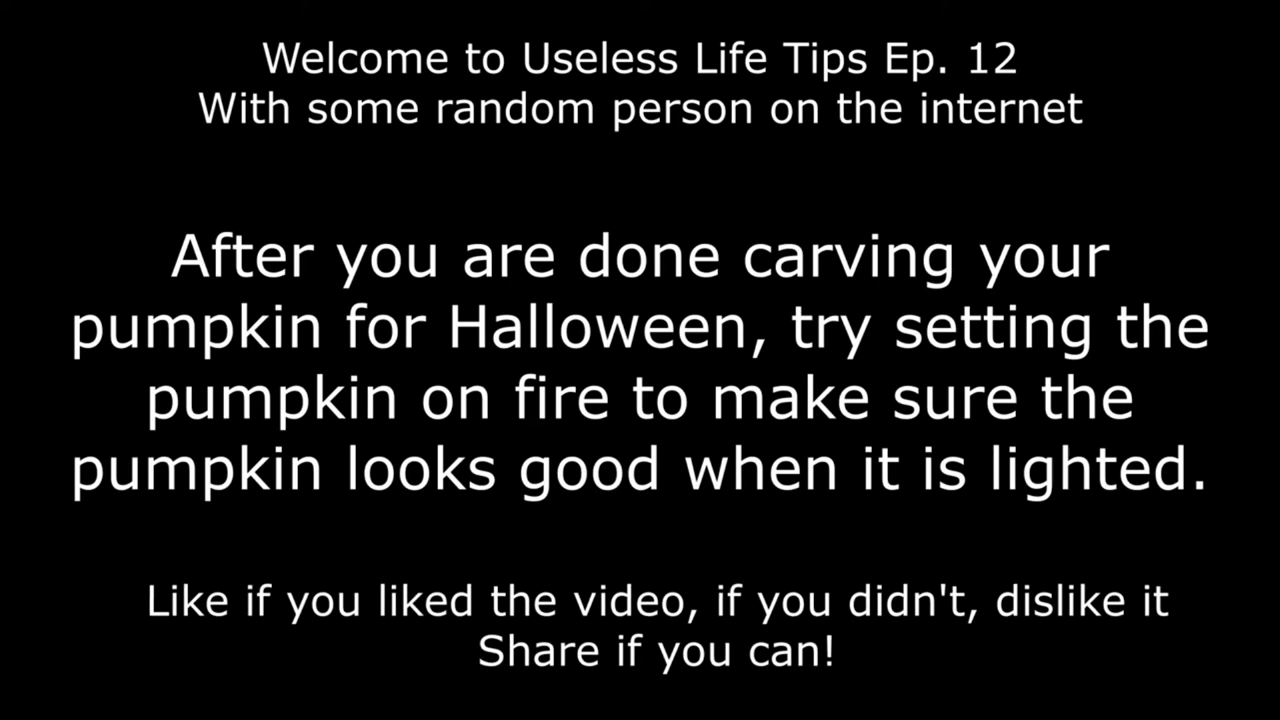 Welcome to Useless Life Tips Ep. 12
With some random person on the internet
After you are done carving your
pumpkin for Halloween, try setting the
pumpkin on fire to make sure the
pumpkin looks good when it is lighted.
Like if you liked the video, if you didn't, dislike it
Share if you can!